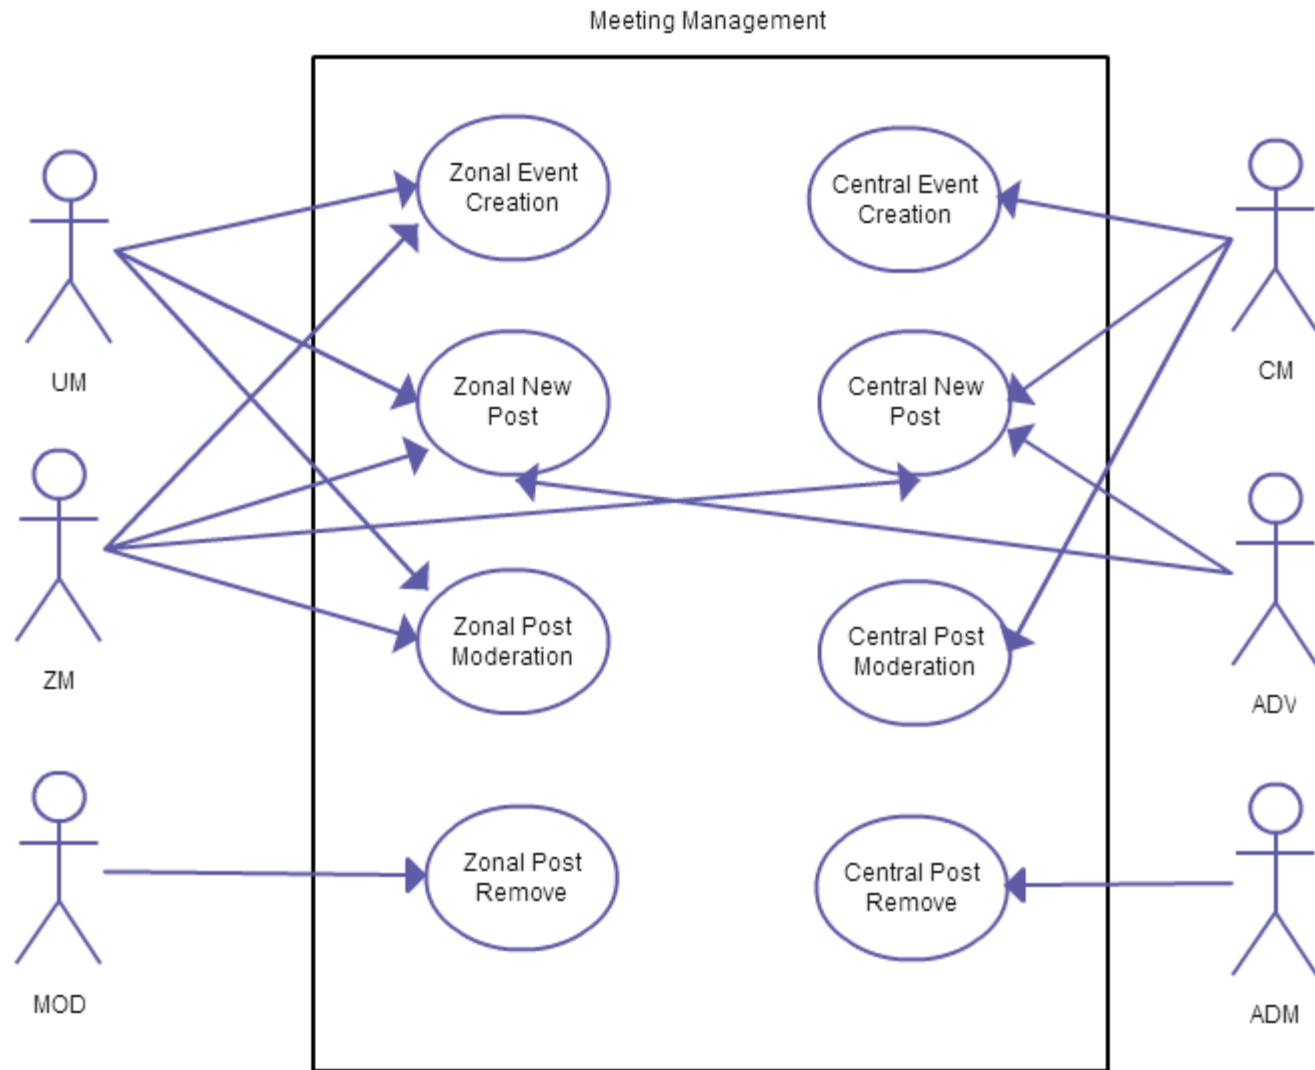 Meeting Management
Zonal Event
Creation
Central Event
Creation
UM
CM
Zonal New
Post
Central New
Post
ZM
ADV
Zonal Post
Moderation
Central Post
Moderation
MOD
ADM
Zonal Post
Remove
Central Post
Remove